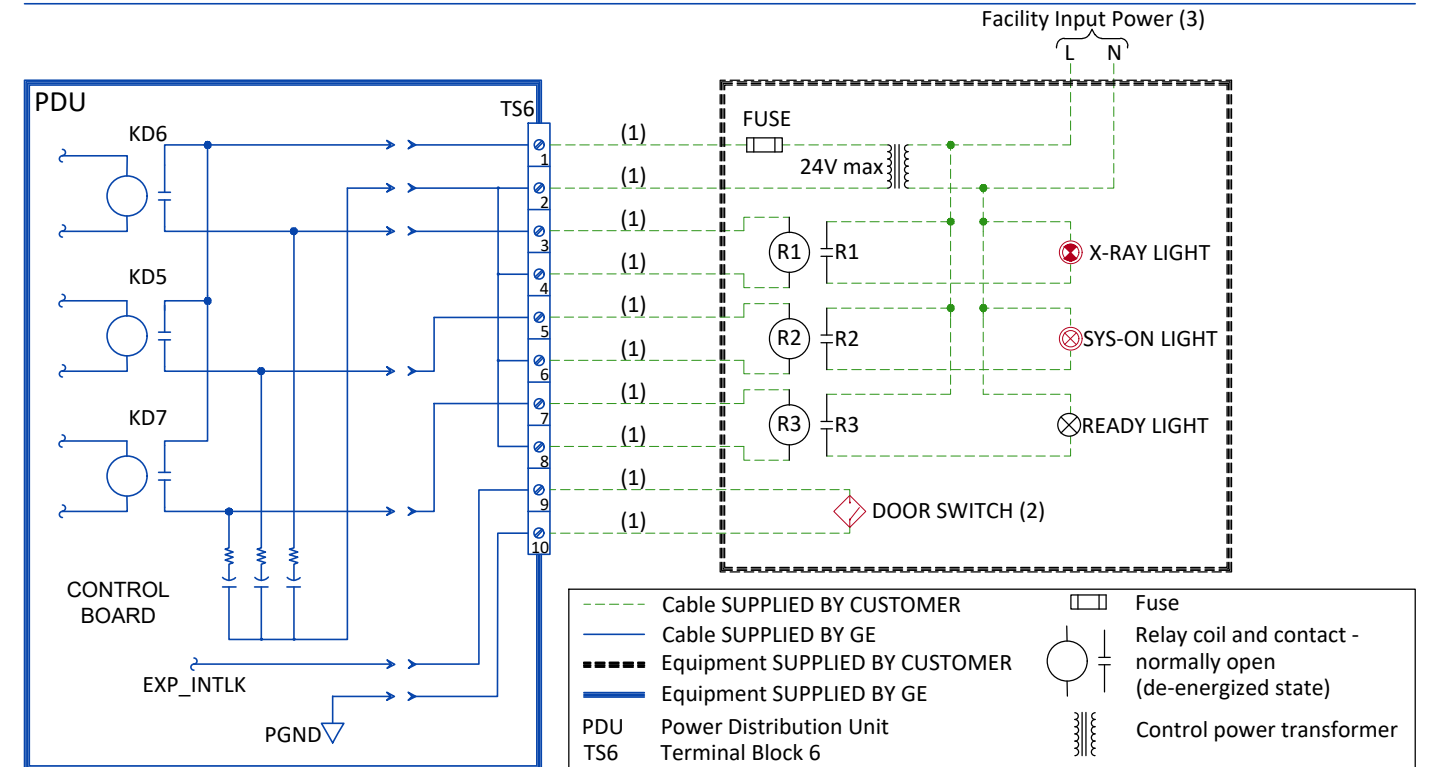 Facility Input Power (3)
L N
PDU
TS6
KD6
KD5
KD7
CONTROL
BOARD
EXP_INTLK
PGND
1
2
3
4
5
6
7
8
9
10
(1)
(1)
(1)
(1)
(1)
(1)
(1)
(1)
(1)
(1)
FUSE
24V max
R1 R1 X-RAY LIGHT
R2 R2 SYS-ON LIGHT
R3 R3 READY LIGHT
DOOR SWITCH (2)
Cable SUPPLIED BY CUSTOMER
Cable SUPPLIED BY GE
Equipment SUPPLIED BY CUSTOMER
Equipment SUPPLIED BY GE
PDU Power Distribution Unit
TS6 Terminal Block 6
Fuse
Relay coil and contact -
normally open
(de-energized state)
Control power transformer